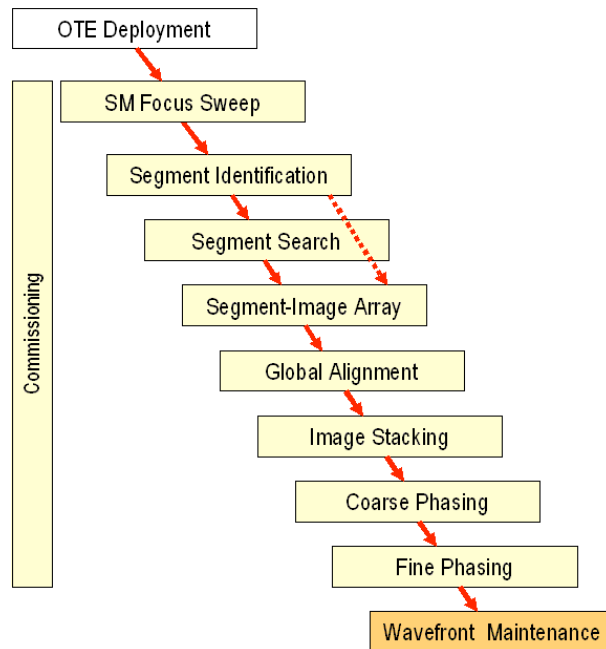 OTE Deployment
SM Focus Sweep
Segment Identification
Segment Search
Segment-Image Array
Global Alignment
Image Stacking
Coarse Phasing
Fine Phasing
Wavefront Maintenance
Commissioning